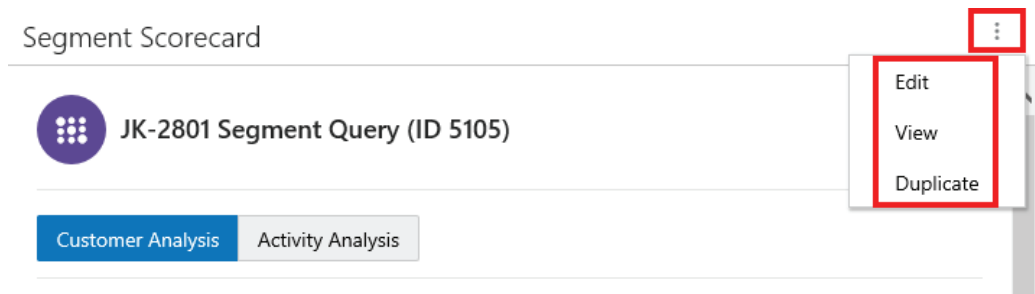 Segment Scorecard
Edit
JK-2801 Segment Query (ID 5105)
View
Duplicate
Customer Analysis Activity Analysis